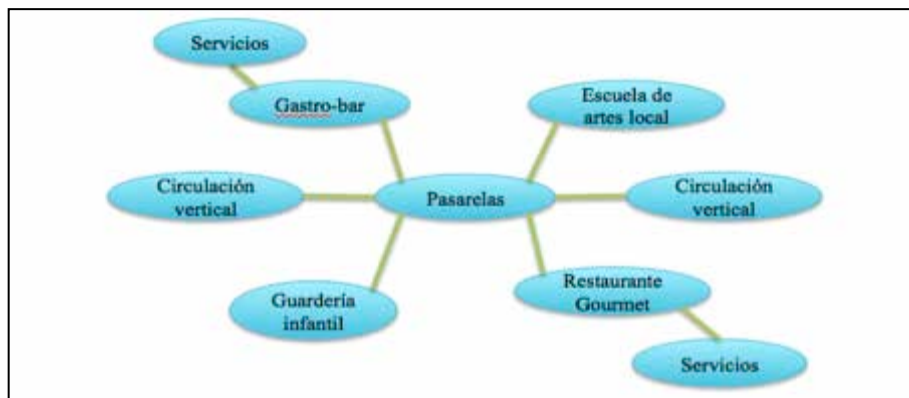 Servicios
Gastro-bar
Escuela de
artes local
Circulación
vertical
Pasarelas
Circulación
vertical
Guardería
infantil
Restaurante
Gourmet
Servicios